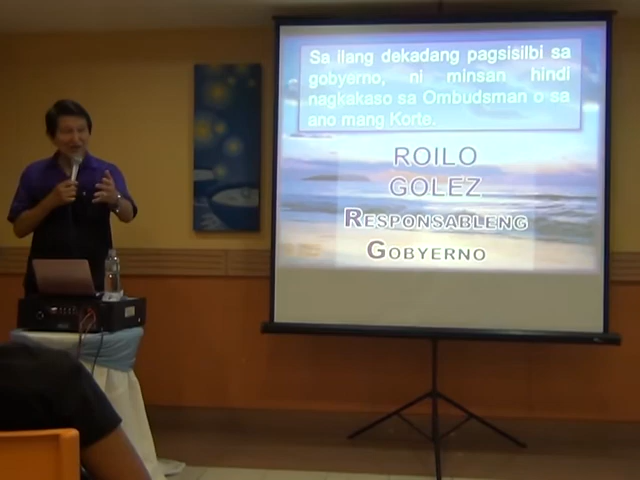 Sa ilang dekadang pagsisilbi sa
gobyerno, ni minsan hindi
nagkakaso sa Ombudsman o sa
ano mang Korte.
ROILO
GOLEZ
RESPONSABLENG
GOBYERNO